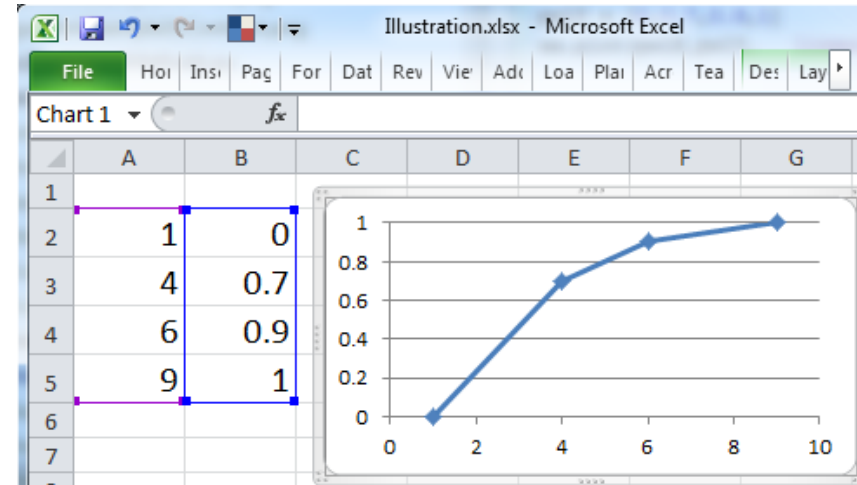 Illustration.xlsx - Microsoft Excel
File Hoı Insı Paç For Dat Rev Vie' Adc Loa Plaı Acr Tea Des Lay
Chart 1 fx
A B C D E F G
1
2 1 0
3 4 0.7
4 6 0.9
5 9 1
6
7
1
0.8
0.6
0.4
0.2
0
0 2 4 6 8 10